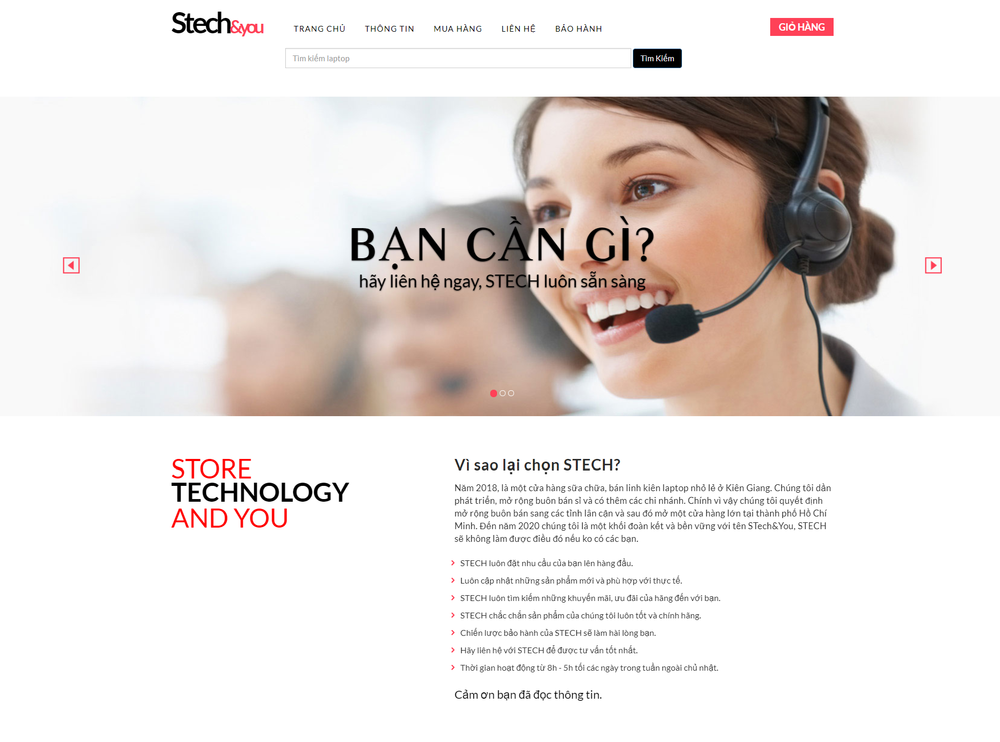 Stech&you
TRANG CHỦ THÔNG TIN MUA HÀNG LIÊN HỆ BẢO HÀNH
GIỎ HÀNG
Tìm kiếm laptop
Tìm Kiếm
BẠN CẦN GÌ?
hãy liên hệ ngay, STECH luôn sẵn sàng
STORE
TECHNOLOGY
AND YOU
Vì sao lại chọn STECH?
Năm 2018, là một cửa hàng sữa chữa, bán linh kiên laptop nhỏ lẻ ở Kiên Giang. Chúng tôi dần
phát triển, mở rộng buôn bán sỉ và có thêm các chi nhánh. Chính vì vậy chúng tôi quyết định
mở rộng buôn bán sang các tỉnh lân cận và sau đó mở một cửa hàng lớn tại thành phố Hồ Chí
Minh. Đến năm 2020 chúng tôi là một khối đoàn kết và bền vững với tên STech&You, STECH
sẽ không làm được điều đó nếu ko có các bạn.
STECH luôn đặt nhu cầu của bạn lên hàng đầu.
Luôn cập nhật những sản phẩm mới và phù hợp với thực tế.
STECH luôn tìm kiếm những khuyến mãi, ưu đãi của hãng đến với bạn.
STECH chắc chắn sản phẩm của chúng tôi luôn tốt và chính hãng.
Chiến lược bảo hành của STECH sẽ làm hài lòng bạn.
Hãy liên hệ với STECH để được tư vấn tốt nhất.
Thời gian hoạt động từ 8h - 5h tối các ngày trong tuần ngoài chủ nhật.
Cảm ơn bạn đã đọc thông tin.